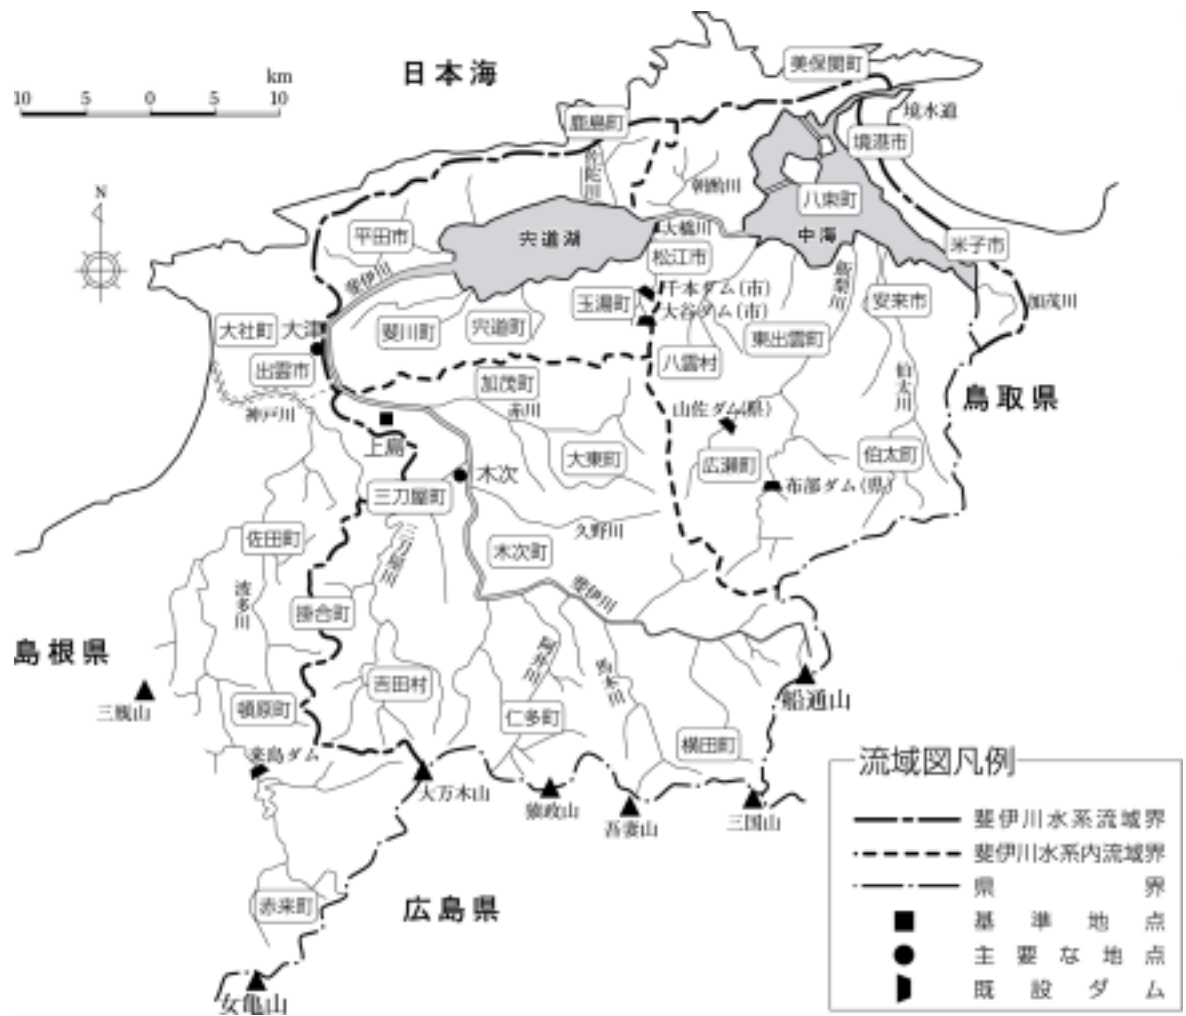 日本海
km
10 5 0 5 10
N
美保関町
境水道
境港市
鹿島町
佐陀川
朝酌川
八束町
中海
米子市
加茂川
平田市
宍道湖
大橋川
松江市
斐伊川
千本ダム(市)
玉湯町
大谷ダム(市)
飯梨川
安来市
大社町
大津
斐川町
宍道町
東出雲町
八雲村
出雲市
加茂町
伯太川
鳥取県
神戸川
赤川
山佐ダム(県)
上島
大東町
広瀬町
伯太町
木次
三刀屋町
布部ダム(県)
久野川
佐田町
木次町
三刀屋川
波多川
掛合町
斐伊川
島根県
阿井川
馬木川
吉田村
船通山
三瓶山
頓原町
仁多町
横田町
来島ダム
大万木山
猿政山
吾妻山
三国山
赤来町
広島県
女亀山
流域図凡例
斐伊川水系流域界
斐伊川水系内流域界
県界
基準地点
主要な地点
既設ダム